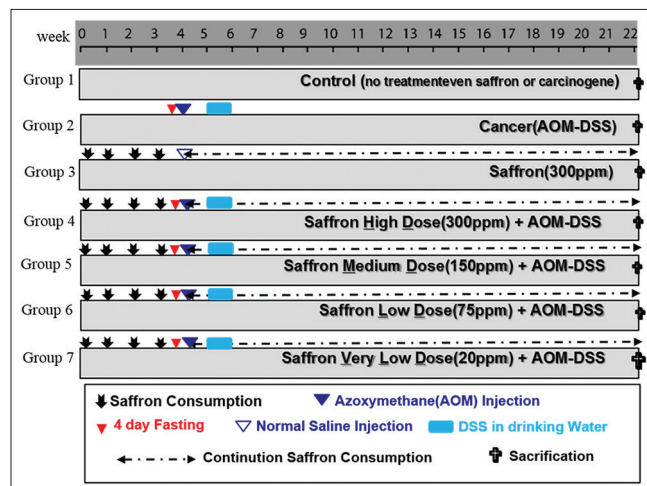 week 0 1 2 3 4 5 6 7 8 9 10 11 12 13 14 15 16 17 18 19 20 21 22
Group 1 Control (no treatmenteven saffron or carcinogene)
Group 2 Cancer(AOM-DSS)
Group 3 Saffron(300ppm)
Group 4 Saffron High Dose(300ppm) + AOM-DSS
Group 5 Saffron Medium Dose(150ppm) + AOM-DSS
Group 6 Saffron Low Dose(75ppm) + AOM-DSS
Group 7 Saffron Very Low Dose(20ppm) + AOM-DSS
Saffron Consumption Azoxymethane(AOM) Injection
4 day Fasting Normal Saline Injection DSS in drinking Water
Continution Saffron Consumption Sacrification